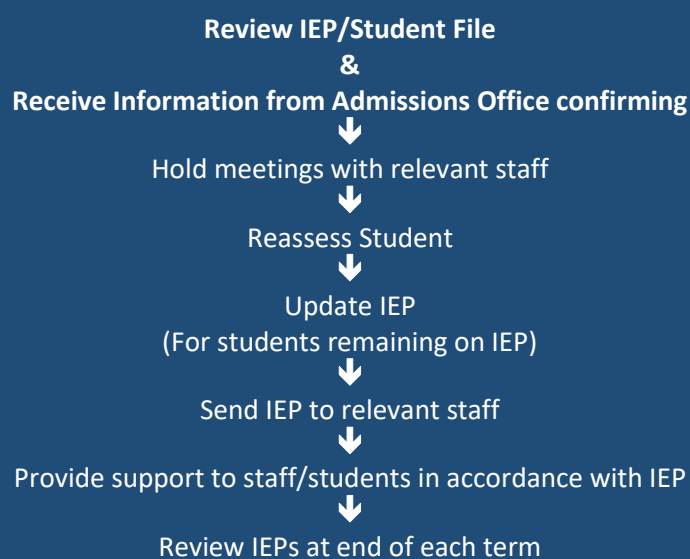 Review IEP/Student File
&
Receive Information from Admissions Office confirming
Hold meetings with relevant staff
Reassess Student
Update IEP
(For students remaining on IEP)
Send IEP to relevant staff
Provide support to staff/students in accordance with IEP
Review IEPs at end of each term